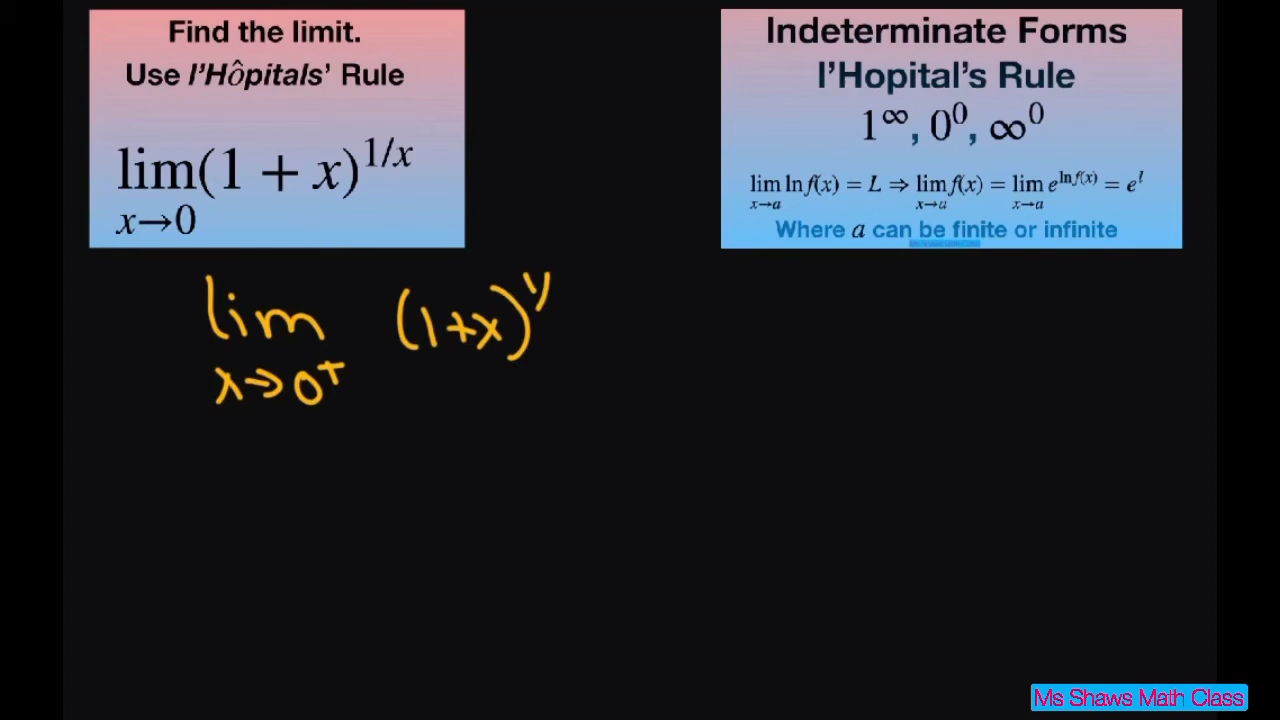 Find the limit.
Use l'Hôpitals' Rule
lim(1 + x)^{1/x}
x→0
Indeterminate Forms
l'Hopital's Rule
1^∞, 0^0, ∞^0
lim ln f(x) = L ⇒ lim f(x) = lim e^{ln f(x)} = e^l
x→a x→a x→a
Where a can be finite or infinite
lim (1+x)^{1/
x→0+
Ms Shaws Math Class